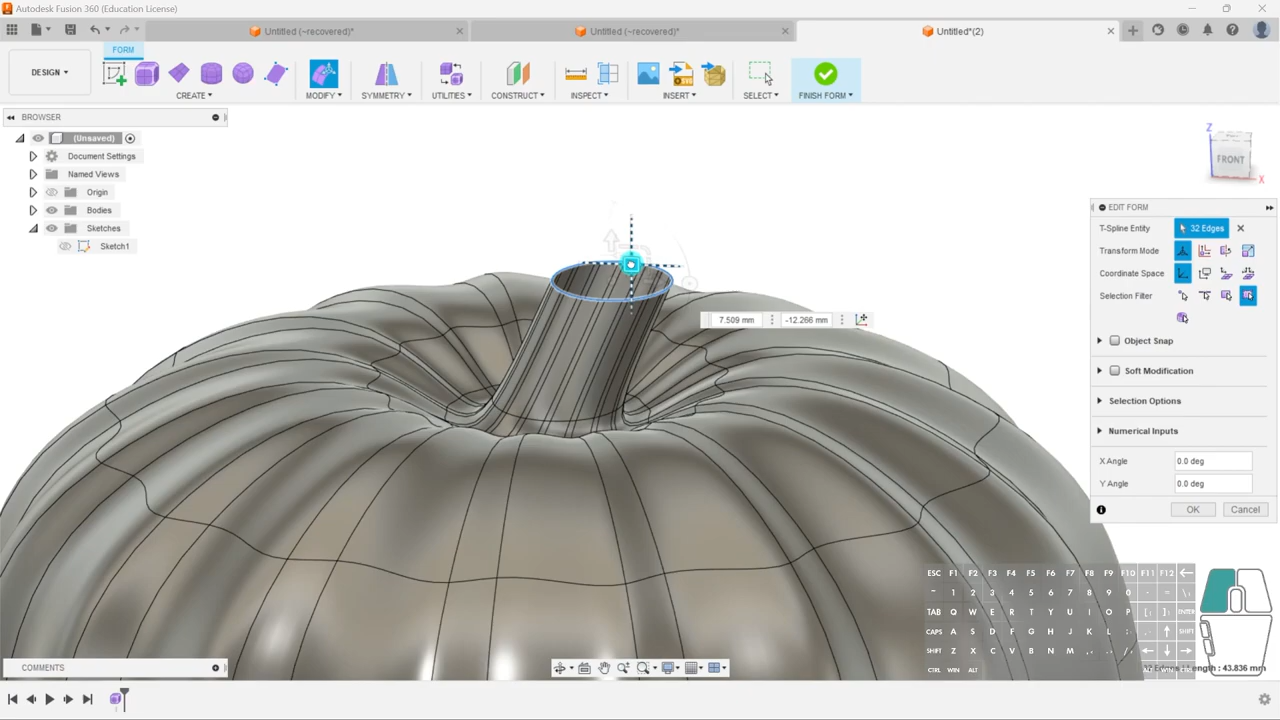 Autodesk Fusion 360 (Education License)
Untitled (~recovered)*
Untitled (~recovered)*
Untitled*(2)
FORM
DESIGN
CREATE
MODIFY
SYMMETRY
UTILITIES
CONSTRUCT
INSPECT
INSERT
SELECT
FINISH FORM
BROWSER
(Unsaved)
Document Settings
Named Views
Origin
Bodies
Sketches
Sketch1
Z
FRONT
X
EDIT FORM
T-Spline Entity 32 Edges
Transform Mode
Coordinate Space
Selection Filter
Object Snap
Soft Modification
Selection Options
Numerical Inputs
X Angle 0.0 deg
Y Angle 0.0 deg
OK Cancel
7.509 mm -12.266 mm
ESC F1 F2 F3 F4 F5 F6 F7 F8 F9 F10 F11 F12 ←
~ 1 2 3 4 5 6 7 8 9 0 - = \
TAB Q W E R T Y U I O P [ ] ENTER
CAPS A S D F G H J K L ; , ↑ SHIFT
SHIFT Z X C V B N M , . / ← ↓ →
CTRL WIN ALT
Edges Length : 43.836 mm
COMMENTS